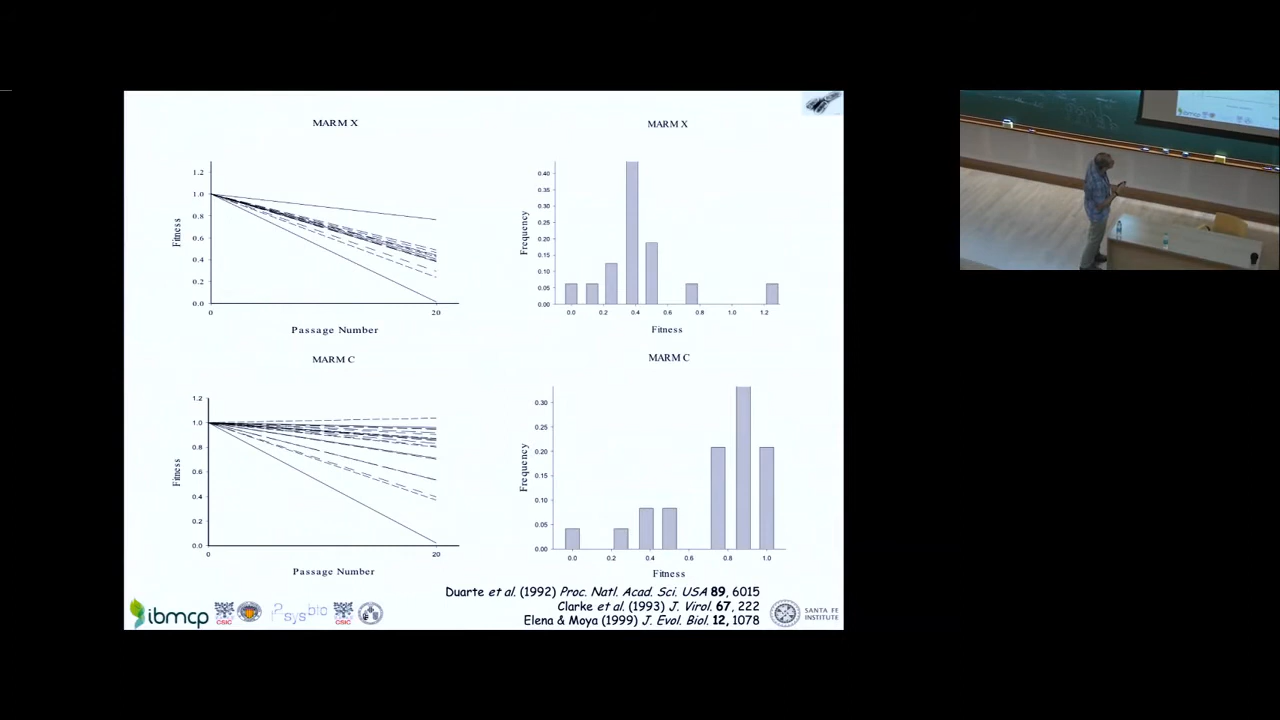 MARM X
1.2
1.0
0.8
0.6
0.4
0.2
0.0
Fitness
0
20
Passage Number
MARM X
0.40
0.35
0.30
0.25
0.20
0.15
0.10
0.05
0.00
Frequency
0.0 0.2 0.4 0.6 0.8 1.0 1.2
Fitness
MARM C
1.2
1.0
0.8
0.6
0.4
0.2
0.0
Fitness
0
20
Passage Number
MARM C
0.30
0.25
0.20
0.15
0.10
0.05
0.00
Frequency
0.0 0.2 0.4 0.6 0.8 1.0
Fitness
Duarte et al. (1992) Proc. Natl. Acad. Sci. USA 89, 6015
Clarke et al. (1993) J. Virol. 67, 222
Elena & Moya (1999) J. Evol. Biol. 12, 1078
ibmcp
CSIC
sysbio
CSIC
SANTA FE
INSTITUTE